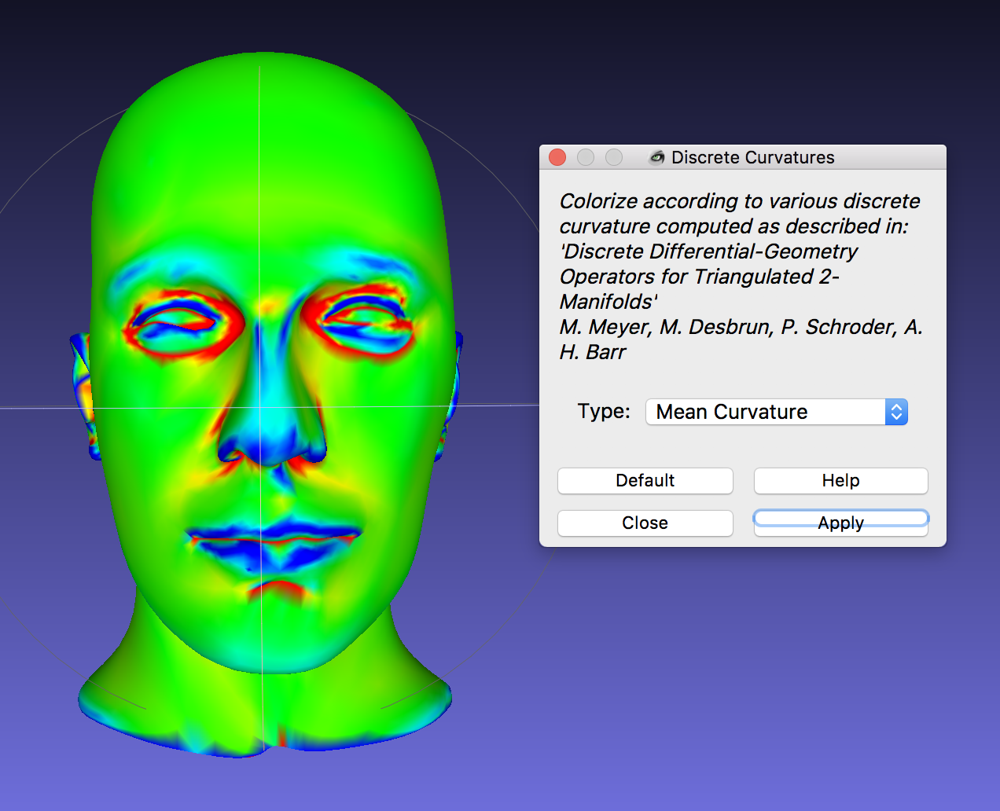 Discrete Curvatures
Colorize according to various discrete
curvature computed as described in:
'Discrete Differential-Geometry
Operators for Triangulated 2-
Manifolds'
M. Meyer, M. Desbrun, P. Schroder, A.
H. Barr
Type: Mean Curvature
Default Help
Close Apply